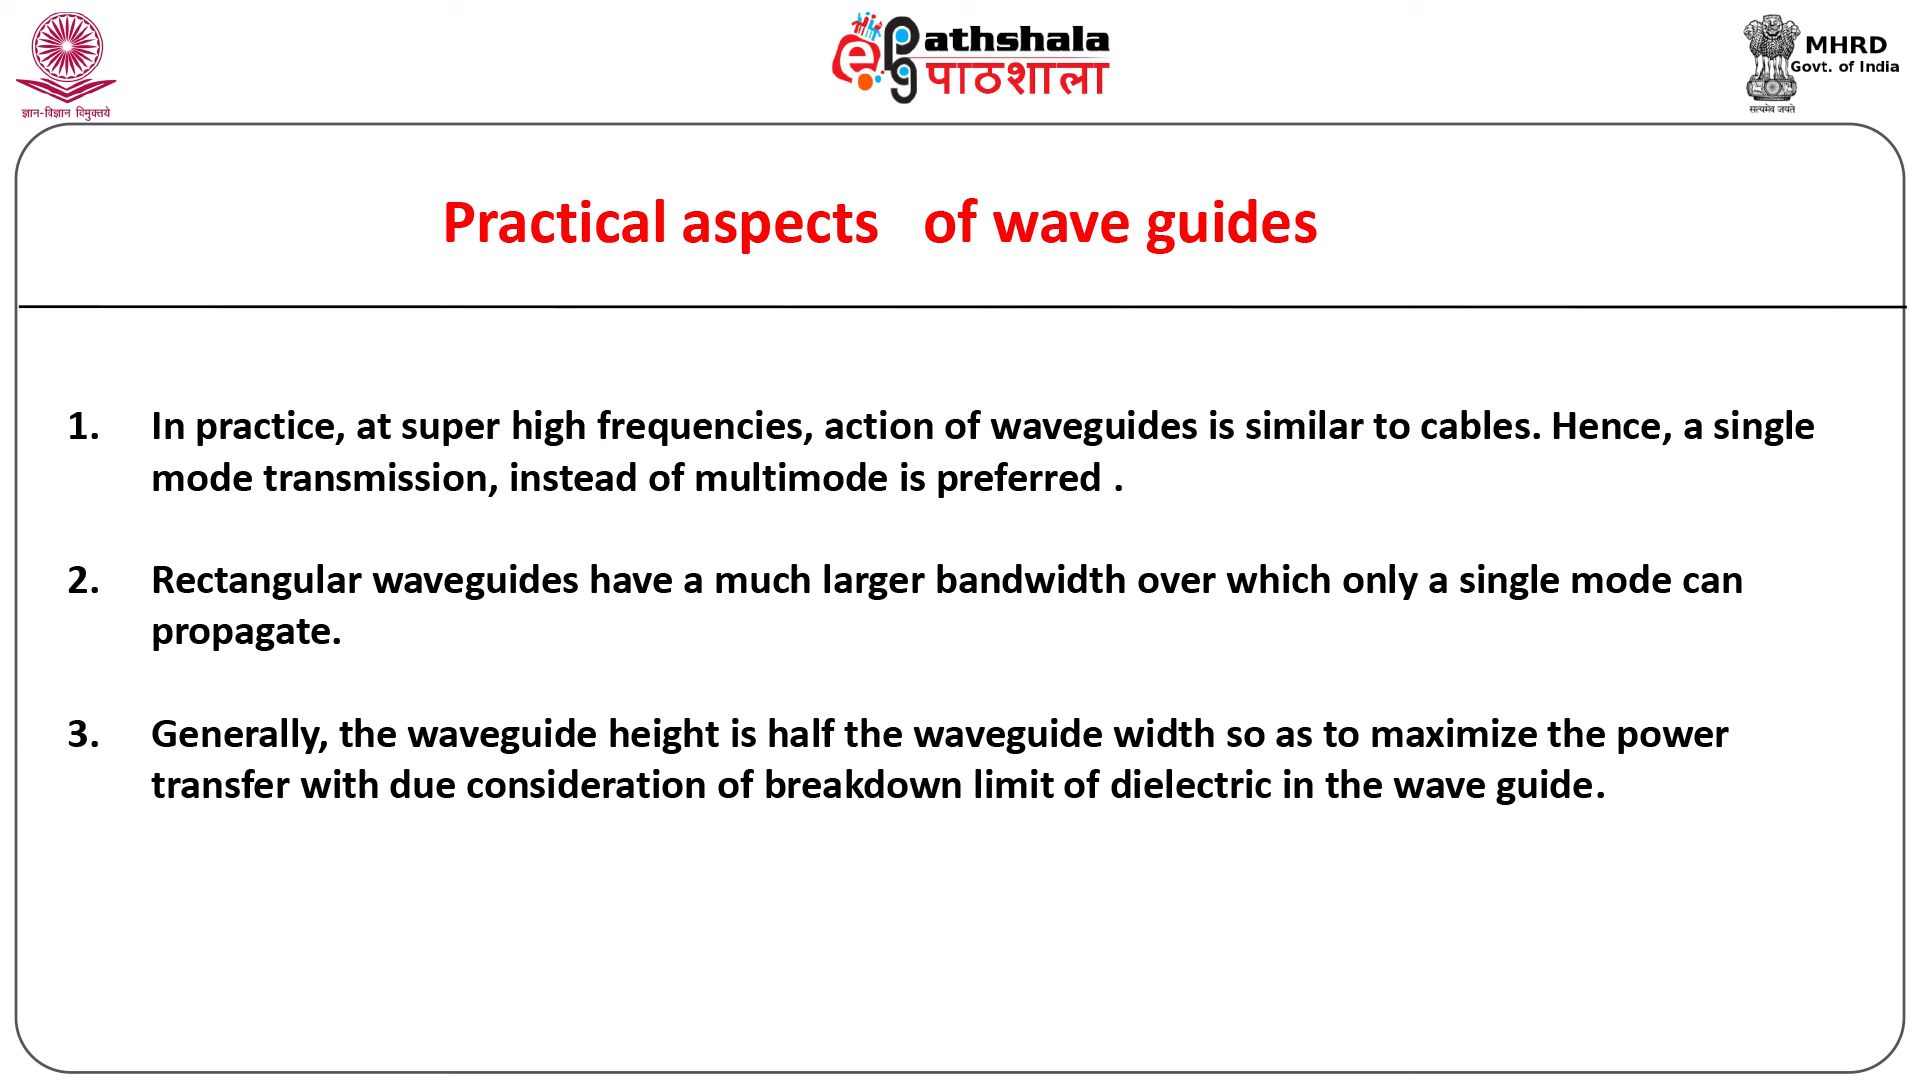 ज्ञान-विज्ञान विमुक्तये
ePathshala
पाठशाला
MHRD
Govt. of India
सत्यमेव जयते
Practical aspects of wave guides
1. In practice, at super high frequencies, action of waveguides is similar to cables. Hence, a single
mode transmission, instead of multimode is preferred .
2. Rectangular waveguides have a much larger bandwidth over which only a single mode can
propagate.
3. Generally, the waveguide height is half the waveguide width so as to maximize the power
transfer with due consideration of breakdown limit of dielectric in the wave guide.